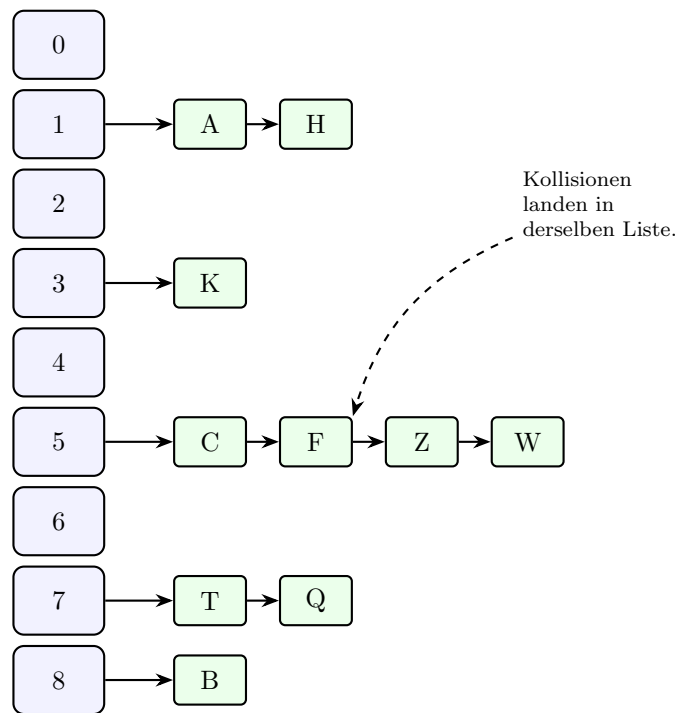 0
1 A H
2
Kollisionen
landen in
derselben Liste.
3 K
4
5 C F Z W
6
7 T Q
8 B